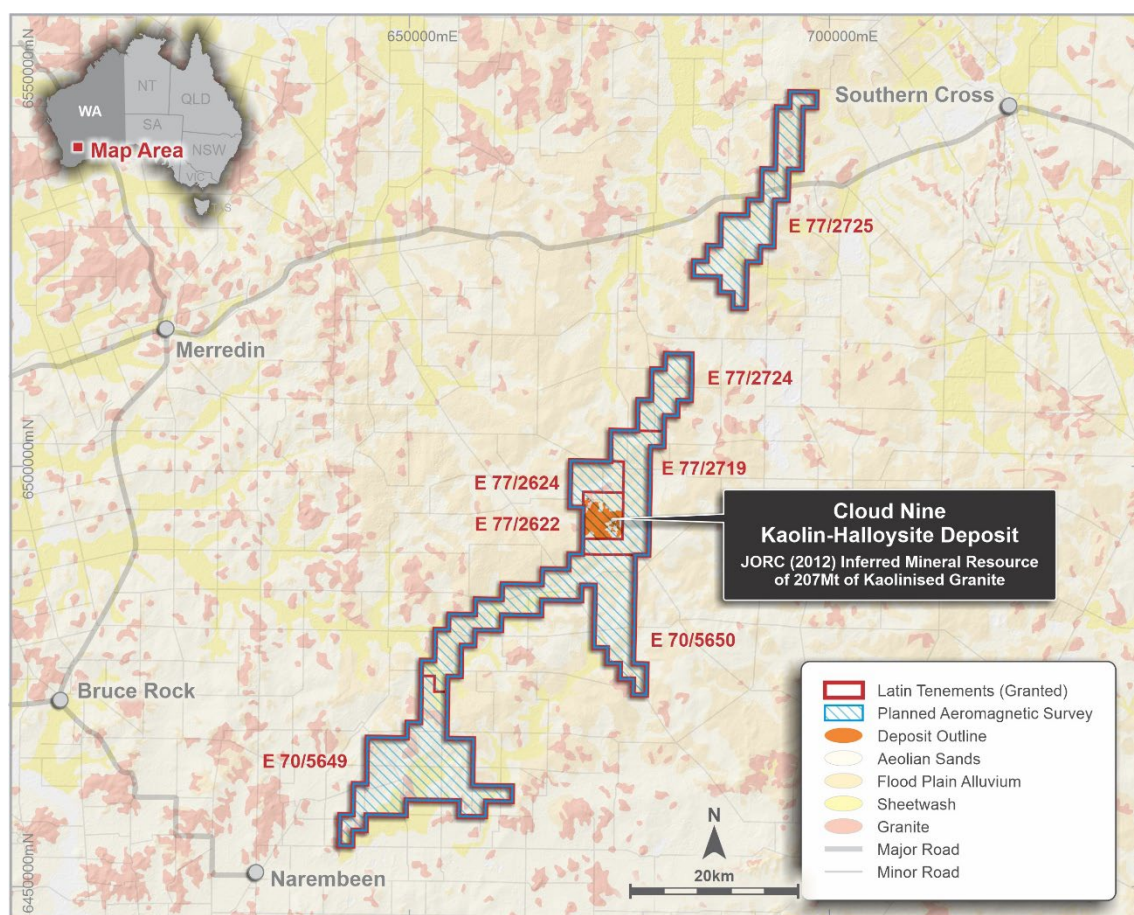 650000mE
700000mE
6550000mN
6500000mN
6450000mN
NT
QLD
WA
SA
NSW
VIC
Map Area
Southern Cross
E 77/2725
Merredin
E 77/2724
E 77/2719
E 77/2624
E 77/2622
Cloud Nine
Kaolin-Halloysite Deposit
JORC (2012) Inferred Mineral Resource
of 207Mt of Kaolinised Granite
E 70/5650
Bruce Rock
E 70/5649
Narembeen
N
20km
Latin Tenements (Granted)
Planned Aeromagnetic Survey
Deposit Outline
Aeolian Sands
Flood Plain Alluvium
Sheetwash
Granite
Major Road
Minor Road